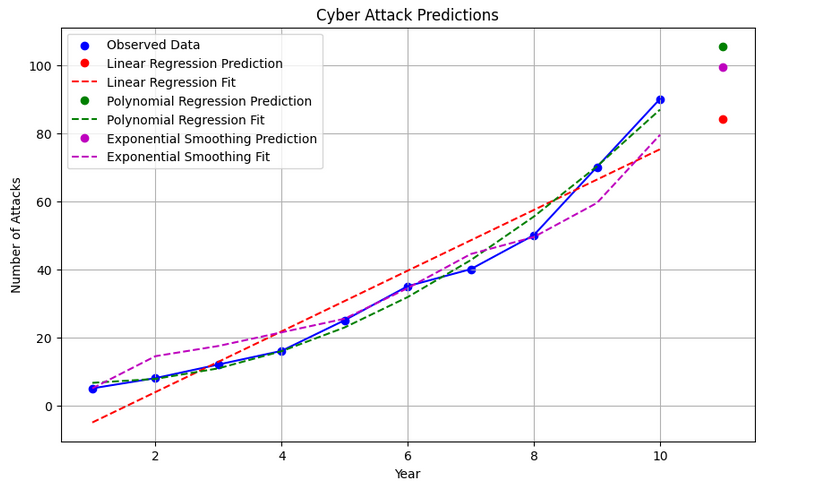 Cyber Attack Predictions
Observed Data
Linear Regression Prediction
Linear Regression Fit
Polynomial Regression Prediction
Polynomial Regression Fit
Exponential Smoothing Prediction
Exponential Smoothing Fit
Number of Attacks
100
80
60
40
20
0
2 4 6 8 10
Year